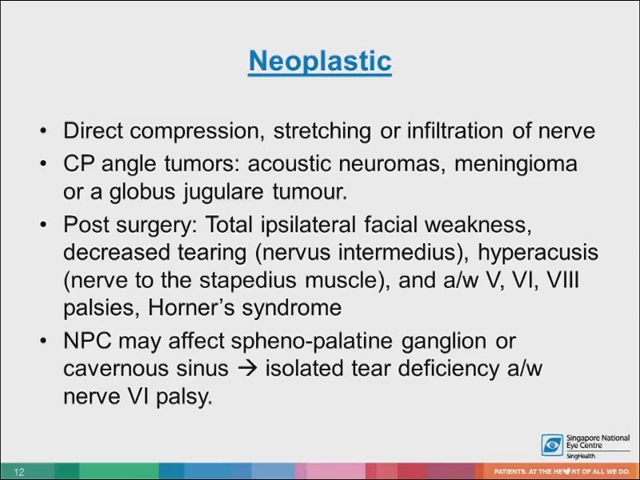 Neoplastic
• Direct compression, stretching or infiltration of nerve
• CP angle tumors: acoustic neuromas, meningioma
or a globus jugulare tumour.
• Post surgery: Total ipsilateral facial weakness,
decreased tearing (nervus intermedius), hyperacusis
(nerve to the stapedius muscle), and a/w V, VI, VIII
palsies, Horner's syndrome
• NPC may affect spheno-palatine ganglion or
cavernous sinus → isolated tear deficiency a/w
nerve VI palsy.
Singapore National
Eye Centre
SingHealth
12
PATIENTS. AT THE HE♥RT OF ALL WE DO.